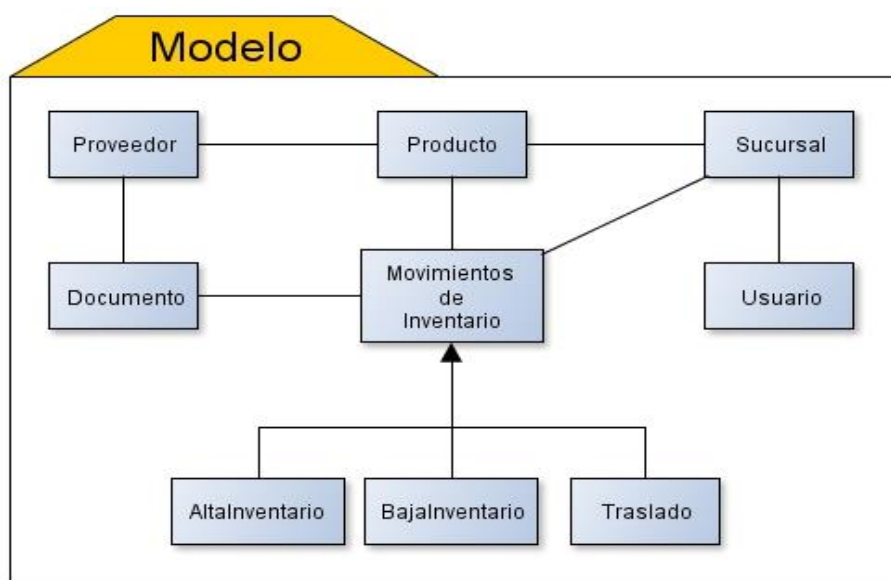 Modelo
Proveedor
Producto
Sucursal
Documento
Movimientos
de
Inventario
Usuario
AltaInventario
BajaInventario
Traslado